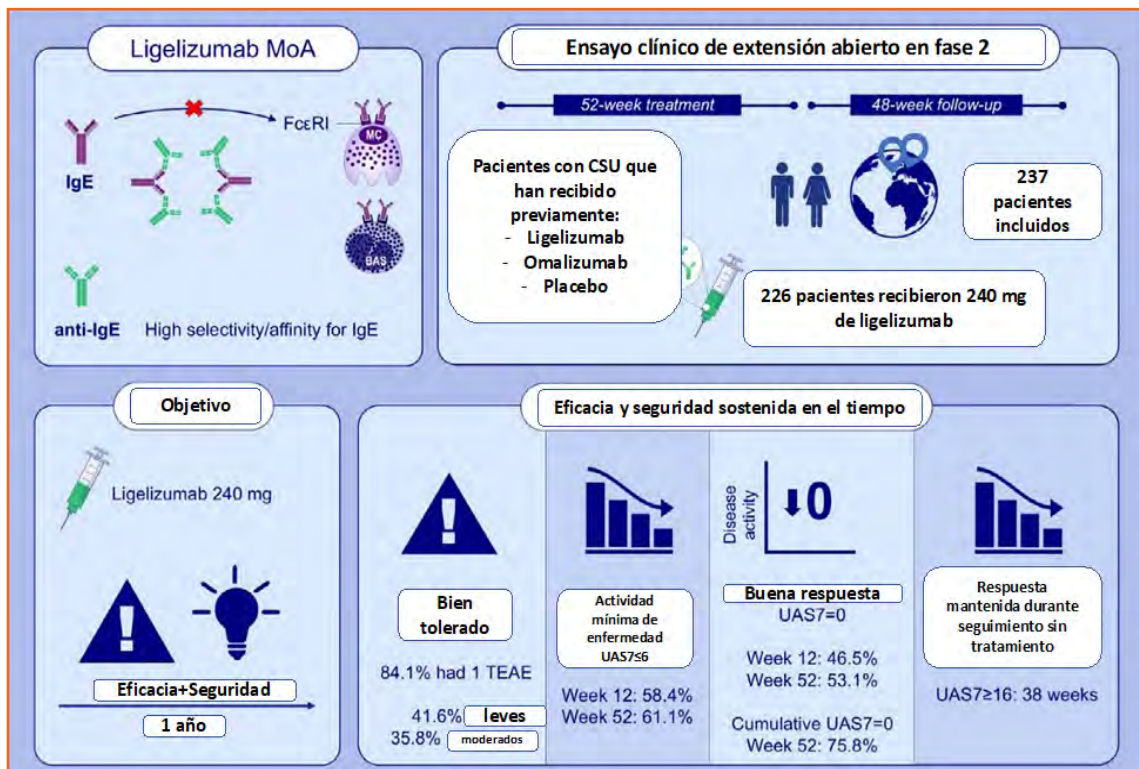 Ligelizumab MoA
IgE
FcεRI
MC
BAS
anti-IgE
High selectivity/affinity for IgE
Ensayo clínico de extensión abierto en fase 2
52-week treatment
48-week follow-up
Pacientes con CSU que
han recibido
previamente:
- Ligelizumab
- Omalizumab
- Placebo
237
pacientes
incluidos
226 pacientes recibieron 240 mg
de ligelizumab
Objetivo
Ligelizumab 240 mg
Eficacia+Seguridad
1 año
Eficacia y seguridad sostenida en el tiempo
Bien
tolerado
84.1% had 1 TEAE
41.6% leves
35.8% moderados
Actividad
mínima de
enfermedad
UAS7≤6
Week 12: 58.4%
Week 52: 61.1%
Disease
activity
0
Buena respuesta
UAS7=0
Week 12: 46.5%
Week 52: 53.1%
Cumulative UAS7=0
Week 52: 75.8%
Respuesta
mantenida durante
seguimiento sin
tratamiento
UAS7≥16: 38 weeks